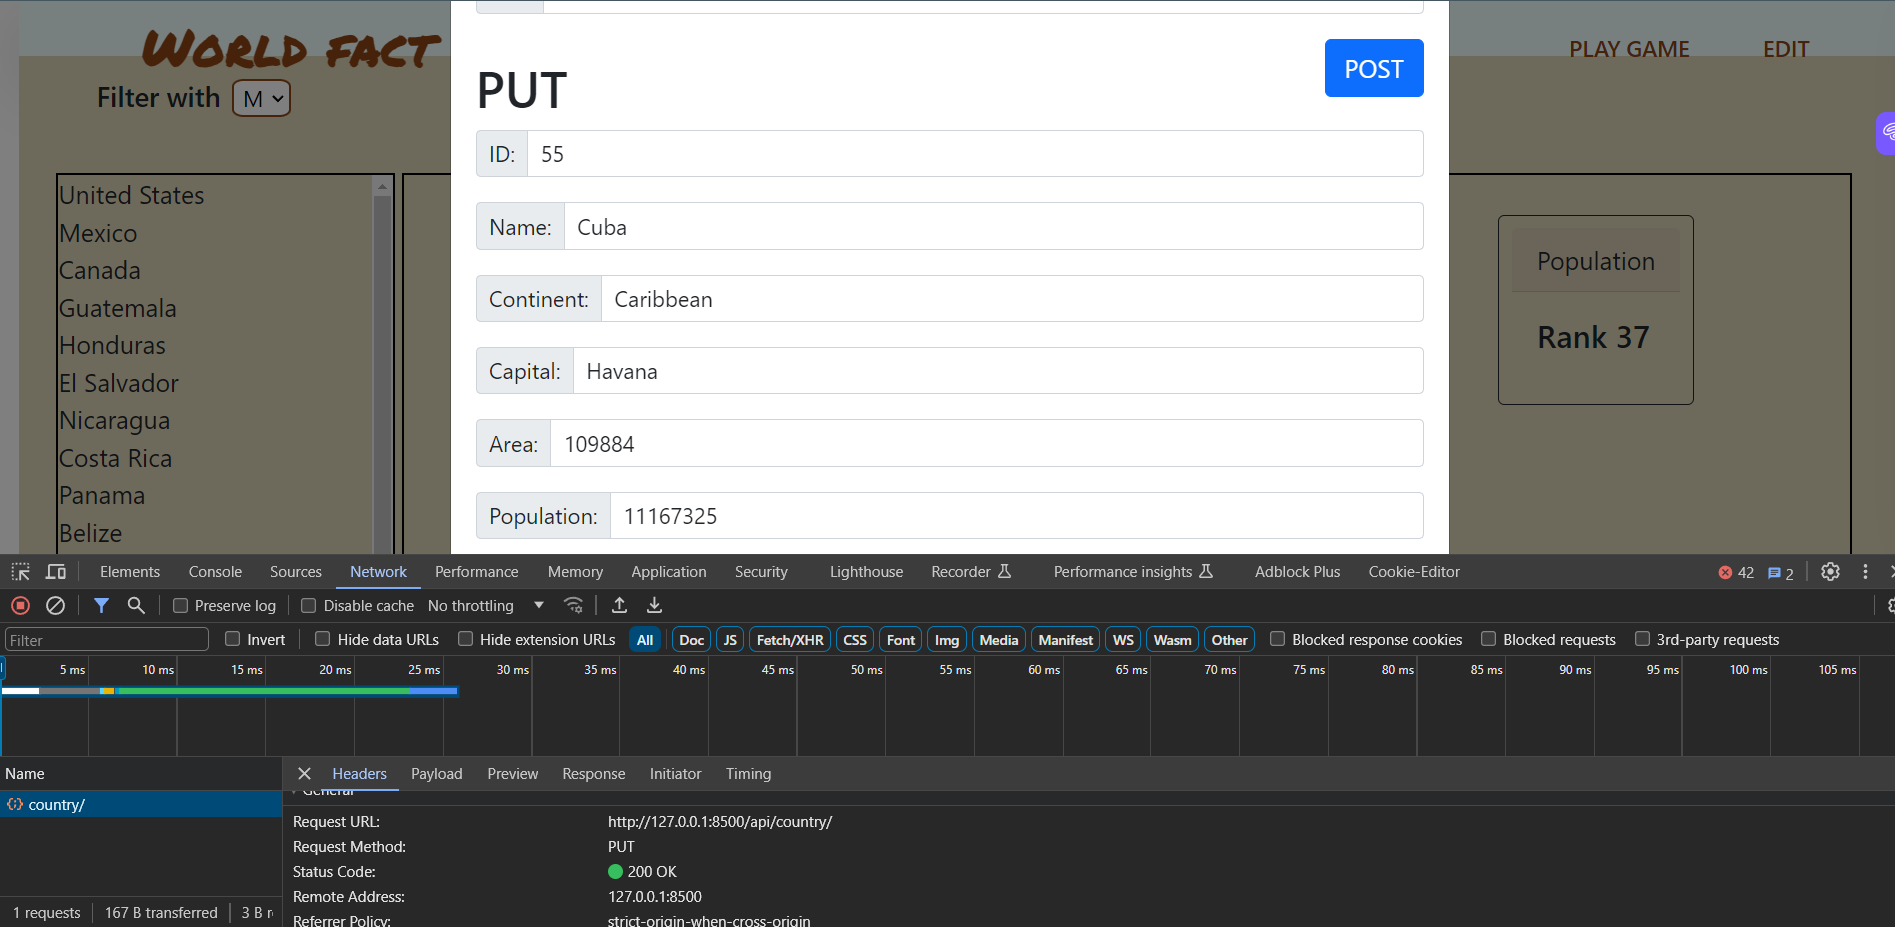 World fact
PLAY GAME
EDIT
Filter with
M
POST
PUT
ID:
55
Name:
Cuba
Continent:
Caribbean
Capital:
Havana
Area:
109884
Population:
11167325
United States
Mexico
Canada
Guatemala
Honduras
El Salvador
Nicaragua
Costa Rica
Panama
Belize
Population
Rank 37
Elements Console Sources Network Performance Memory Application Security Lighthouse Recorder Performance insights Adblock Plus Cookie-Editor 42 2
Preserve log Disable cache No throttling
Filter Invert Hide data URLs Hide extension URLs All Doc JS Fetch/XHR CSS Font Img Media Manifest WS Wasm Other Blocked response cookies Blocked requests 3rd-party requests
5 ms 10 ms 15 ms 20 ms 25 ms 30 ms 35 ms 40 ms 45 ms 50 ms 55 ms 60 ms 65 ms 70 ms 75 ms 80 ms 85 ms 90 ms 95 ms 100 ms 105 ms
Name
country/
1 requests 167 B transferred 3 B r
Headers Payload Preview Response Initiator Timing
General
Request URL: http://127.0.0.1:8500/api/country/
Request Method: PUT
Status Code: 200 OK
Remote Address: 127.0.0.1:8500
Referrer Policy: strict-origin-when-cross-origin